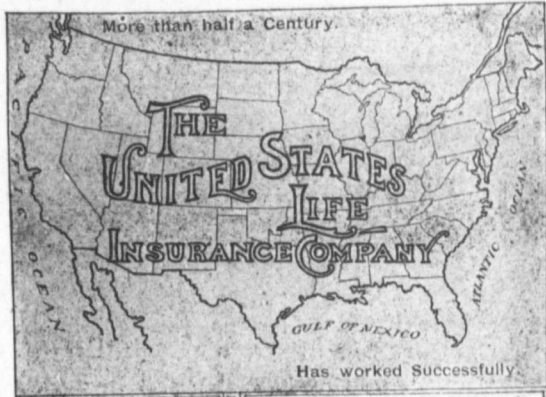 More than half a Century.
PACIFIC OCEAN
THE
UNITED STATES
LIFE
INSURANCE COMPANY
ATLANTIC OCEAN
GULF OF MEXICO
Has worked Successfully.